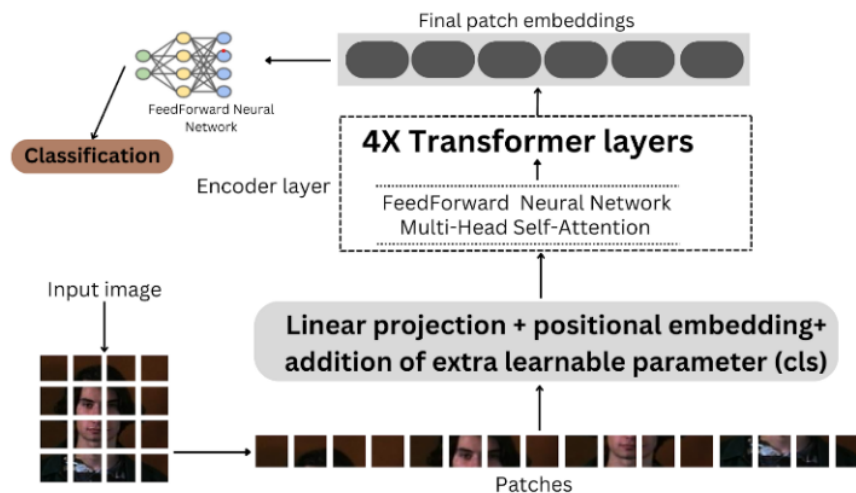 Final patch embeddings
FeedForward Neural
Network
Classification
4X Transformer layers
Encoder layer
FeedForward Neural Network
Multi-Head Self-Attention
Input image
Linear projection + positional embedding+
addition of extra learnable parameter (cls)
Patches